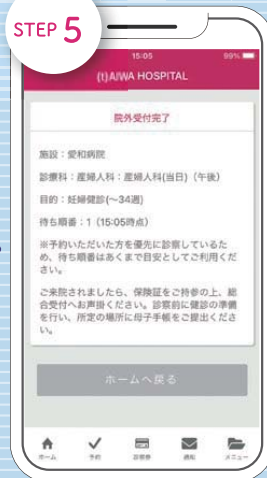 STEP 5
15:05
99%
(t)AIWA HOSPITAL
院外受付完了
施設：愛和病院
診療科：産婦人科：産婦人科(当日)（午後）
目的：妊婦健診(～34週)
待ち順番：1（15:05時点）
※予約いただいた方を優先に診察しているた
め、待ち順番はあくまで目安としてご利用くだ
さい。
ご来院されましたら、保険証をご持参の上、総
合受付へお声掛ください。診察前に健診の準備
を行い、所定の場所に母子手帳をご提出くださ
い。
ホームへ戻る
ホーム
予約
診察券
通知
メニュー